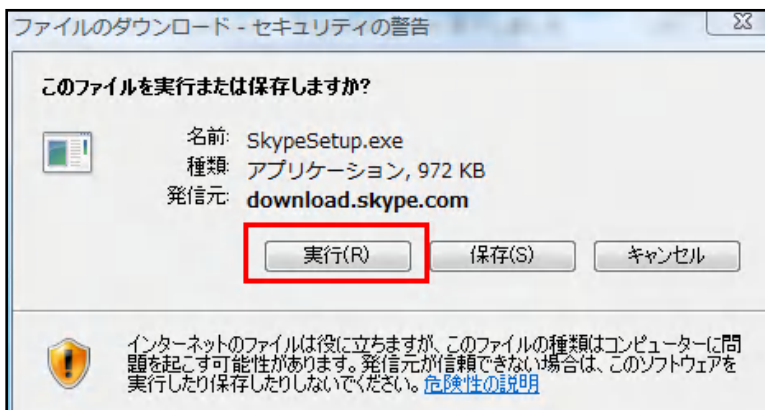 ファイルのダウンロード - セキュリティの警告
このファイルを実行または保存しますか?
名前: SkypeSetup.exe
種類: アプリケーション, 972 KB
発信元: download.skype.com
実行(R) 保存(S) キャンセル
インターネットのファイルは役に立ちますが、このファイルの種類はコンピューターに問
題を起こす可能性があります。発信元が信頼できない場合は、このソフトウェアを
実行したり保存したりしないでください。危険性の説明